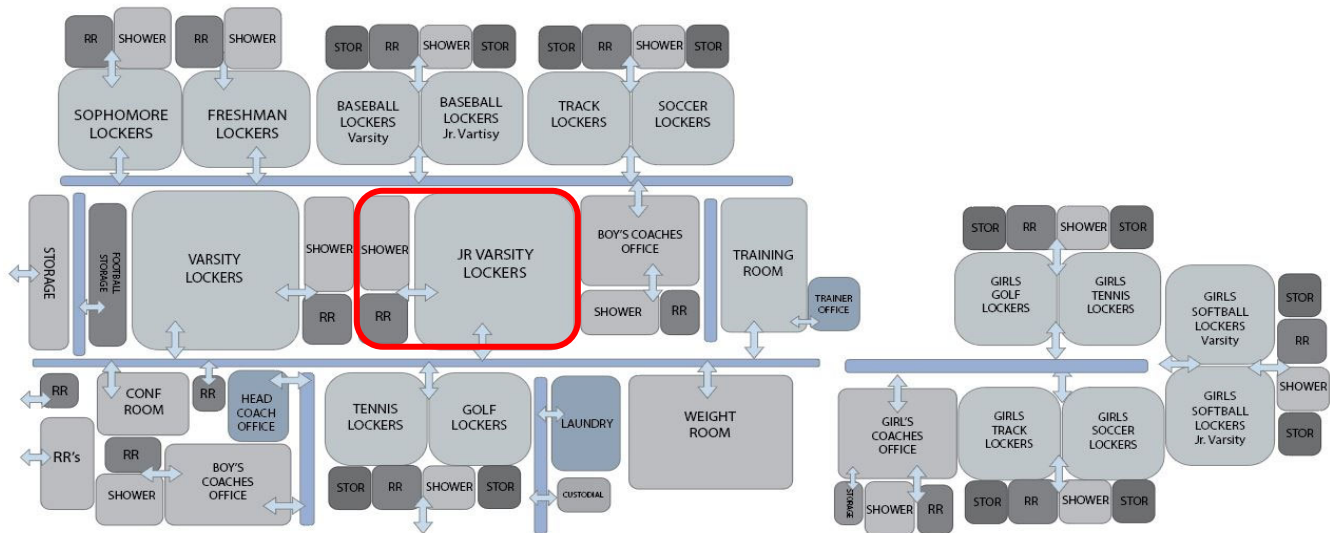 RR
SHOWER
RR
SHOWER
STOR
RR
SHOWER
STOR
STOR
RR
SHOWER
STOR
SOPHOMORE
LOCKERS
FRESHMAN
LOCKERS
BASEBALL
LOCKERS
Varsity
BASEBALL
LOCKERS
Jr. Vartisy
TRACK
LOCKERS
SOCCER
LOCKERS
STORAGE
FOOTBALL
STORAGE
VARSITY
LOCKERS
SHOWER
RR
SHOWER
RR
JR VARSITY
LOCKERS
BOY'S COACHES
OFFICE
SHOWER
RR
TRAINING
ROOM
TRAINER
OFFICE
RR
RR's
CONF
ROOM
RR
HEAD
COACH
OFFICE
RR
SHOWER
BOY'S
COACHES
OFFICE
TENNIS
LOCKERS
GOLF
LOCKERS
STOR
RR
SHOWER
STOR
LAUNDRY
CUSTODIAL
WEIGHT
ROOM
STOR
RR
SHOWER
STOR
GIRLS
GOLF
LOCKERS
GIRLS
TENNIS
LOCKERS
GIRLS
SOFTBALL
LOCKERS
Varsity
STOR
RR
SHOWER
STOR
GIRLS
SOFTBALL
LOCKERS
Jr. Varsity
GIRL'S
COACHES
OFFICE
GIRLS
TRACK
LOCKERS
GIRLS
SOCCER
LOCKERS
STORAGE
SHOWER
RR
STOR
RR
SHOWER
STOR